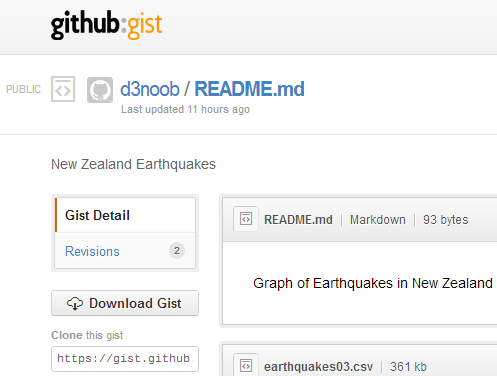 github:gist
PUBLIC
d3noob / README.md
Last updated 11 hours ago
New Zealand Earthquakes
Gist Detail
Revisions 2
Download Gist
Clone this gist
https://gist.github
README.md | Markdown | 93 bytes
Graph of Earthquakes in New Zealand
earthquakes03.csv | 361 kb